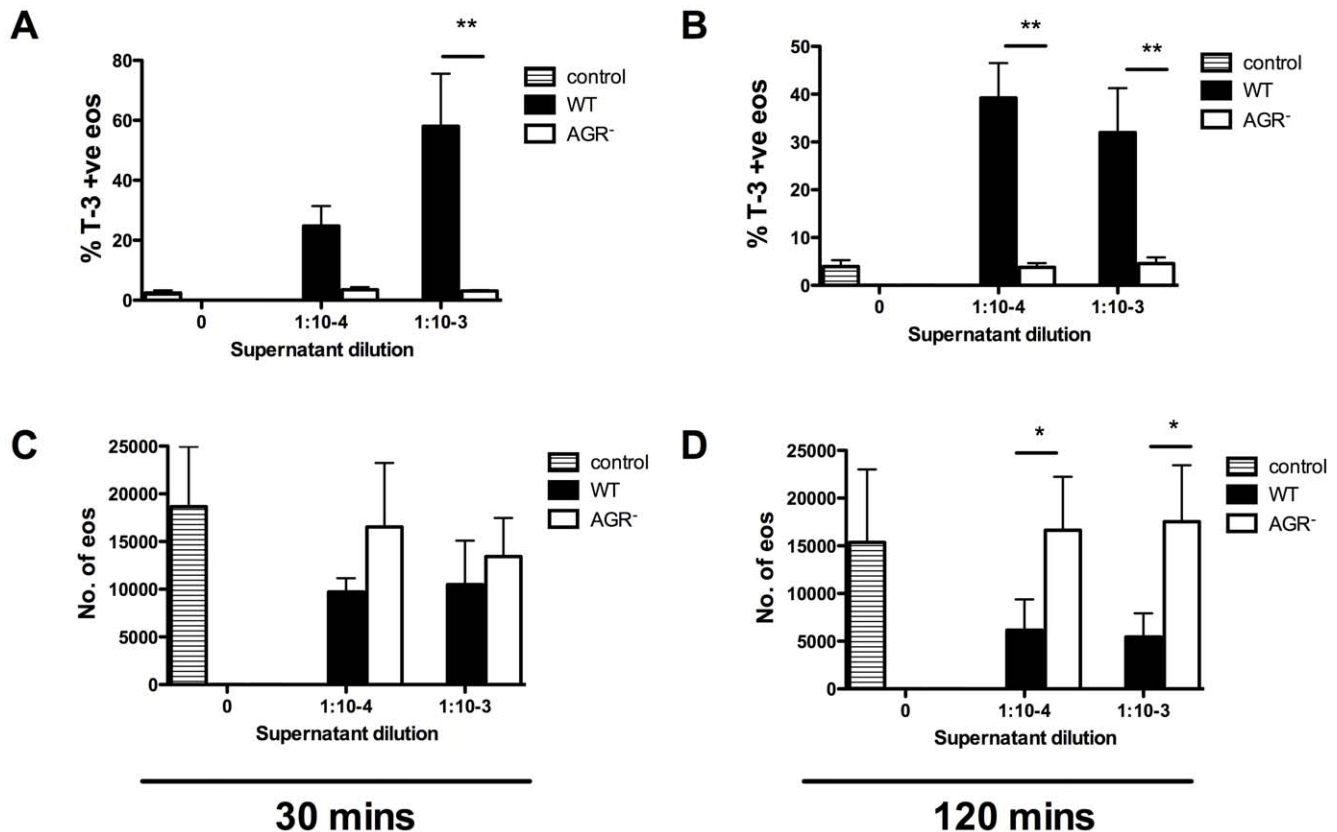 A
% T-3 +ve eos
80
60
40
20
0
**
0 1:10-4 1:10-3
Supernatant dilution
control
WT
AGR-
B
% T-3 +ve eos
50
40
30
20
10
0
** **
0 1:10-4 1:10-3
Supernatant dilution
control
WT
AGR-
C
No. of eos
25000
20000
15000
10000
5000
0
0 1:10-4 1:10-3
Supernatant dilution
control
WT
AGR-
30 mins
D
No. of eos
25000
20000
15000
10000
5000
0
* *
0 1:10-4 1:10-3
Supernatant dilution
control
WT
AGR-
120 mins